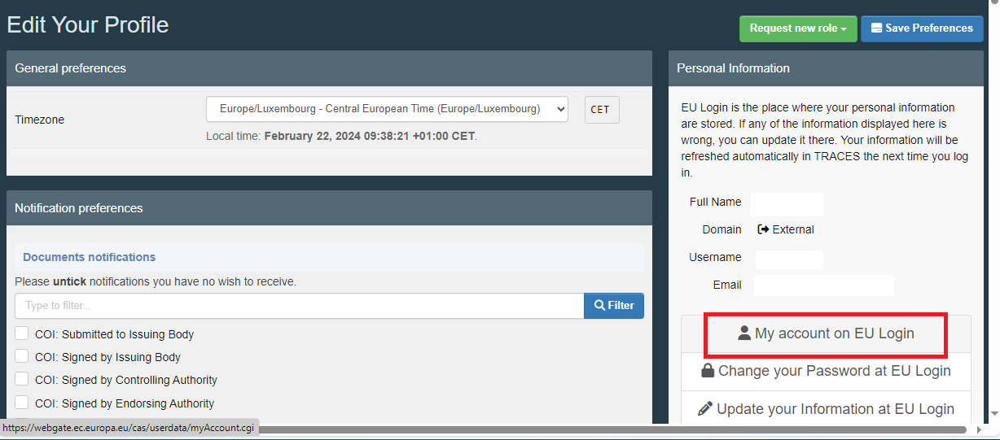 Edit Your Profile
Request new role
Save Preferences
General preferences
Timezone
Europe/Luxembourg - Central European Time (Europe/Luxembourg)
CET
Local time: February 22, 2024 09:38:21 +01:00 CET.
Notification preferences
Documents notifications
Please untick notifications you have no wish to receive.
Type to filter...
Filter
COI: Submitted to Issuing Body
COI: Signed by Issuing Body
COI: Signed by Controlling Authority
COI: Signed by Endorsing Authority
https://webgate.ec.europa.eu/cas/userdata/myAccount.cgi
Personal Information
EU Login is the place where your personal information
are stored. If any of the information displayed here is
wrong, you can update it there. Your information will be
refreshed automatically in TRACES the next time you log
in.
Full Name
Domain External
Username
Email
My account on EU Login
Change your Password at EU Login
Update your Information at EU Login